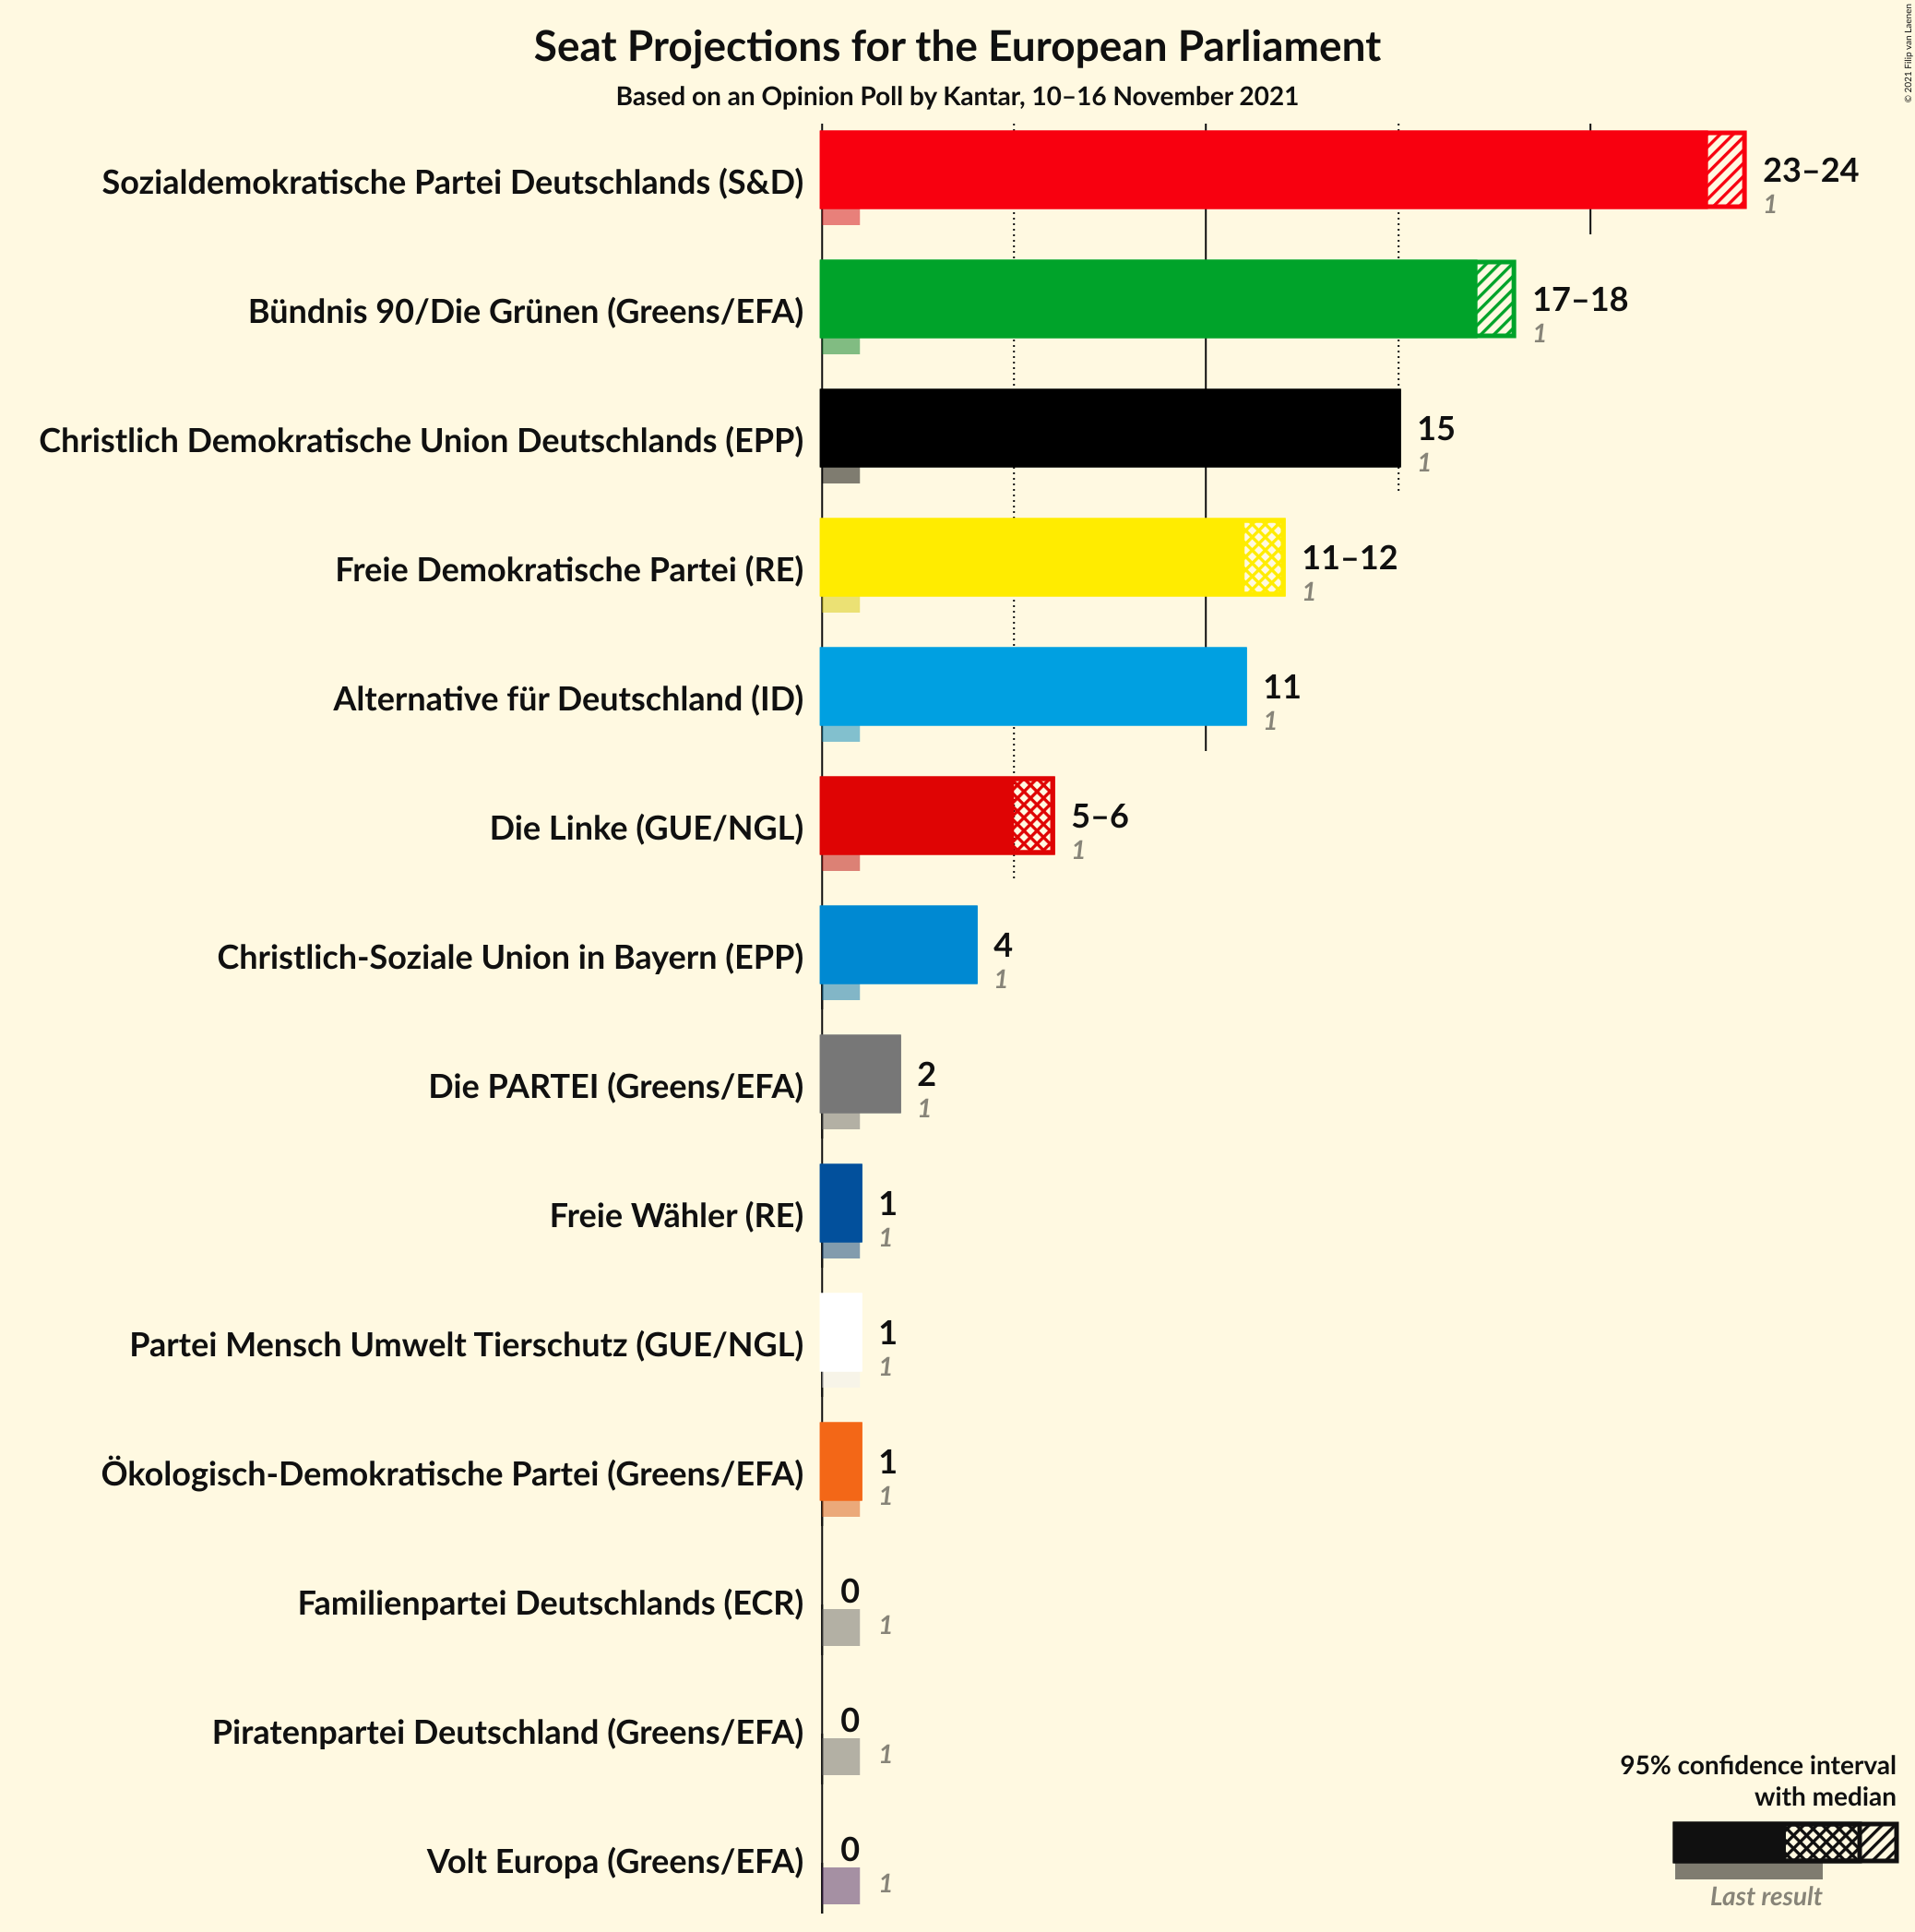 Seat Projections for the European Parliament
Based on an Opinion Poll by Kantar, 10–16 November 2021
© 2021 Filip van Laenen
Sozialdemokratische Partei Deutschlands (S&D)
23–24
1
Bündnis 90/Die Grünen (Greens/EFA)
17–18
1
Christlich Demokratische Union Deutschlands (EPP)
15
1
Freie Demokratische Partei (RE)
11–12
1
Alternative für Deutschland (ID)
11
1
Die Linke (GUE/NGL)
5–6
1
Christlich-Soziale Union in Bayern (EPP)
4
1
Die PARTEI (Greens/EFA)
2
1
Freie Wähler (RE)
1
1
Partei Mensch Umwelt Tierschutz (GUE/NGL)
1
1
Ökologisch-Demokratische Partei (Greens/EFA)
1
1
Familienpartei Deutschlands (ECR)
0
1
Piratenpartei Deutschland (Greens/EFA)
0
1
Volt Europa (Greens/EFA)
0
1
95% confidence interval
with median
Last result